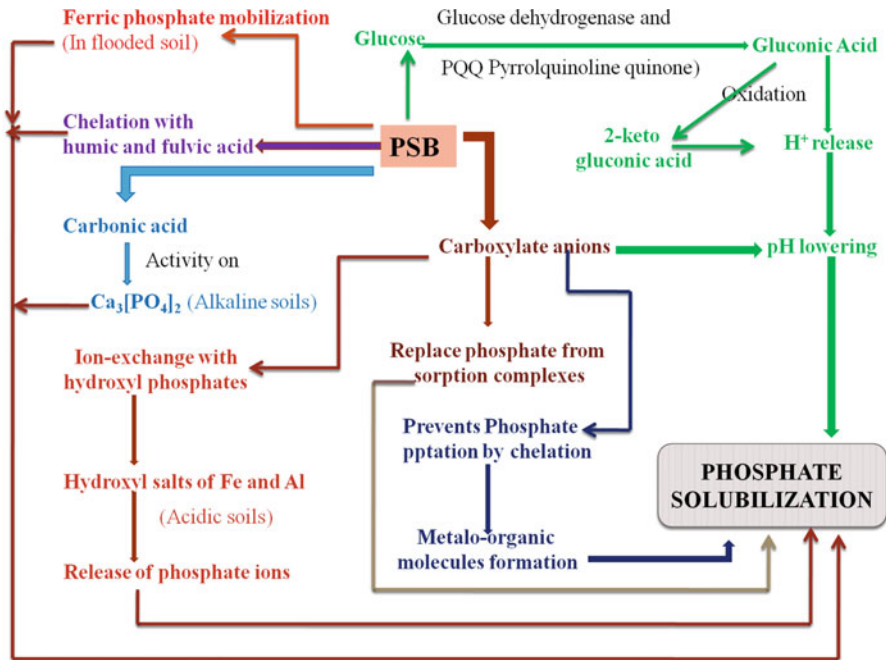 Ferric phosphate mobilization
(In flooded soil)
Glucose
Glucose dehydrogenase and
PQQ Pyrrolquinoline quinone)
Gluconic Acid
Oxidation
Chelation with
humic and fulvic acid
PSB
2-keto
gluconic acid
H⁺ release
Carbonic acid
Activity on
Ca₃[PO₄]₂ (Alkaline soils)
Carboxylate anions
pH lowering
Ion-exchange with
hydroxyl phosphates
Replace phosphate from
sorption complexes
Prevents Phosphate
pptation by chelation
Hydroxyl salts of Fe and Al
(Acidic soils)
PHOSPHATE
SOLUBILIZATION
Metalo-organic
molecules formation
Release of phosphate ions